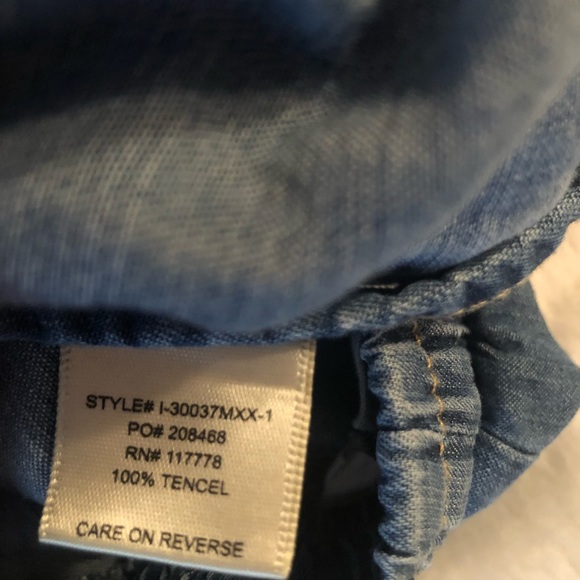 STYLE# I-30037MXX-1
PO# 208468
RN# 117778
100% TENCEL
CARE ON REVERSE